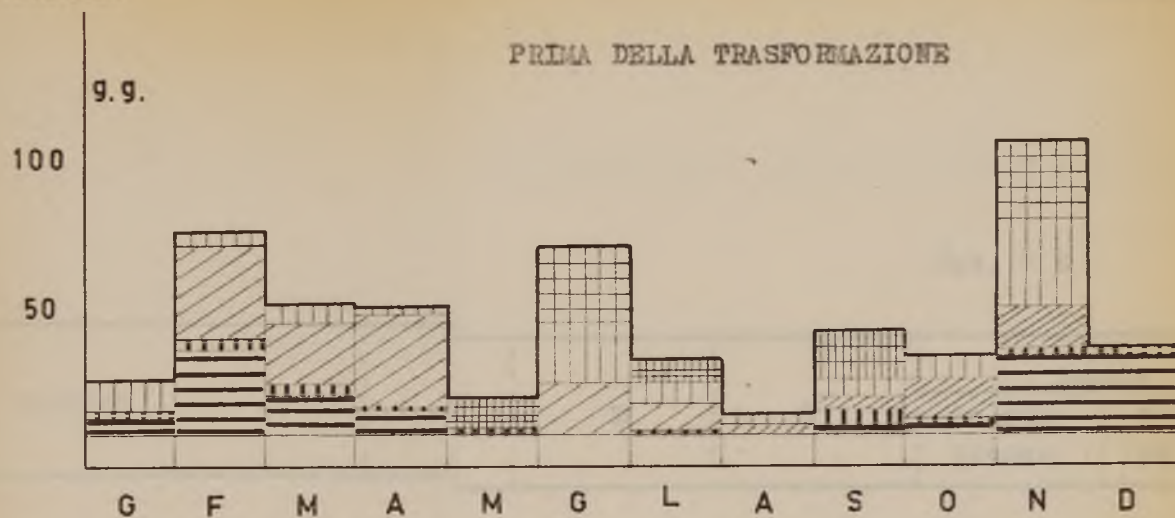 PRIMA DELLA TRASFORMAZIONE
g.g.
100
50
G F M A M G L A S O N D